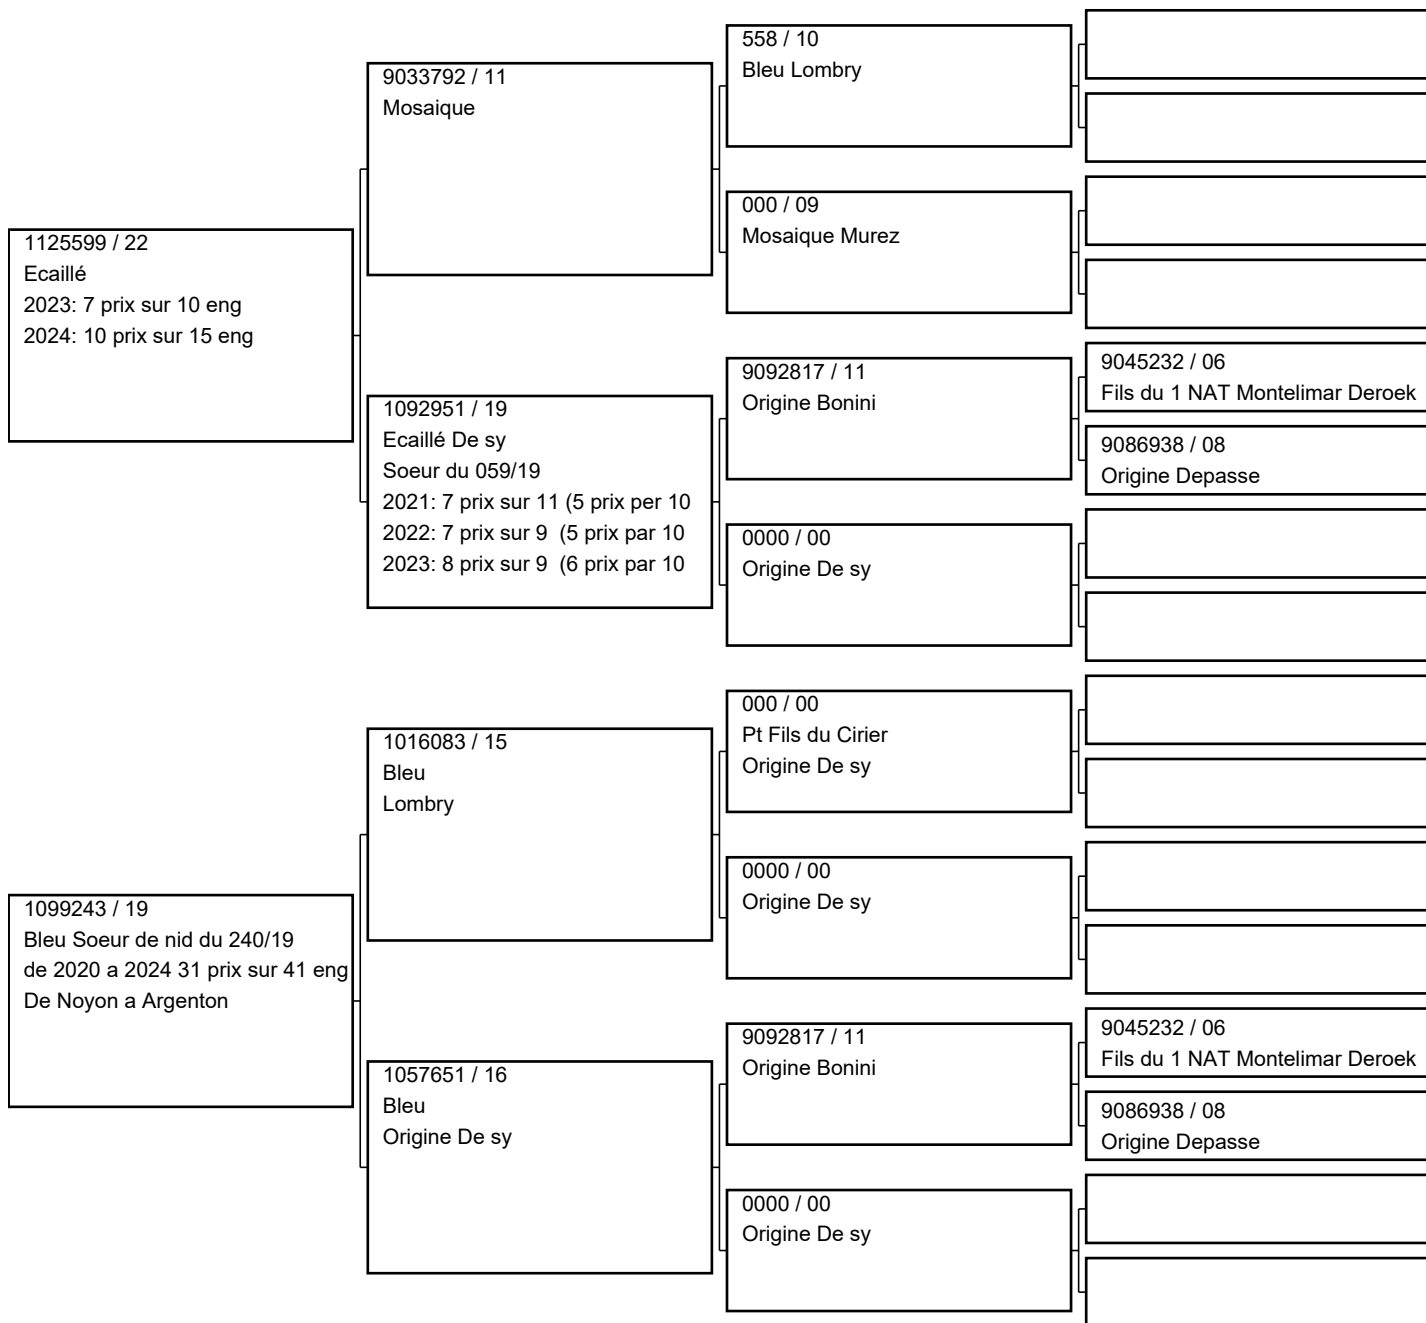 1125599 / 22
Ecaillé
2023: 7 prix sur 10 eng
2024: 10 prix sur 15 eng
1099243 / 19
Bleu Soeur de nid du 240/19
de 2020 a 2024 31 prix sur 41 eng
De Noyon a Argenton
9033792 / 11
Mosaique
1092951 / 19
Ecaillé De sy
Soeur du 059/19
2021: 7 prix sur 11 (5 prix per 10
2022: 7 prix sur 9  (5 prix par 10
2023: 8 prix sur 9  (6 prix par 10
1016083 / 15
Bleu
Lombry
1057651 / 16
Bleu
Origine De sy
558 / 10
Bleu Lombry
000 / 09
Mosaique Murez
9092817 / 11
Origine Bonini
0000 / 00
Origine De sy
000 / 00
Pt Fils du Cirier
Origine De sy
0000 / 00
Origine De sy
9092817 / 11
Origine Bonini
0000 / 00
Origine De sy
9045232 / 06
Fils du 1 NAT Montelimar Deroek
9086938 / 08
Origine Depasse
9045232 / 06
Fils du 1 NAT Montelimar Deroek
9086938 / 08
Origine Depasse